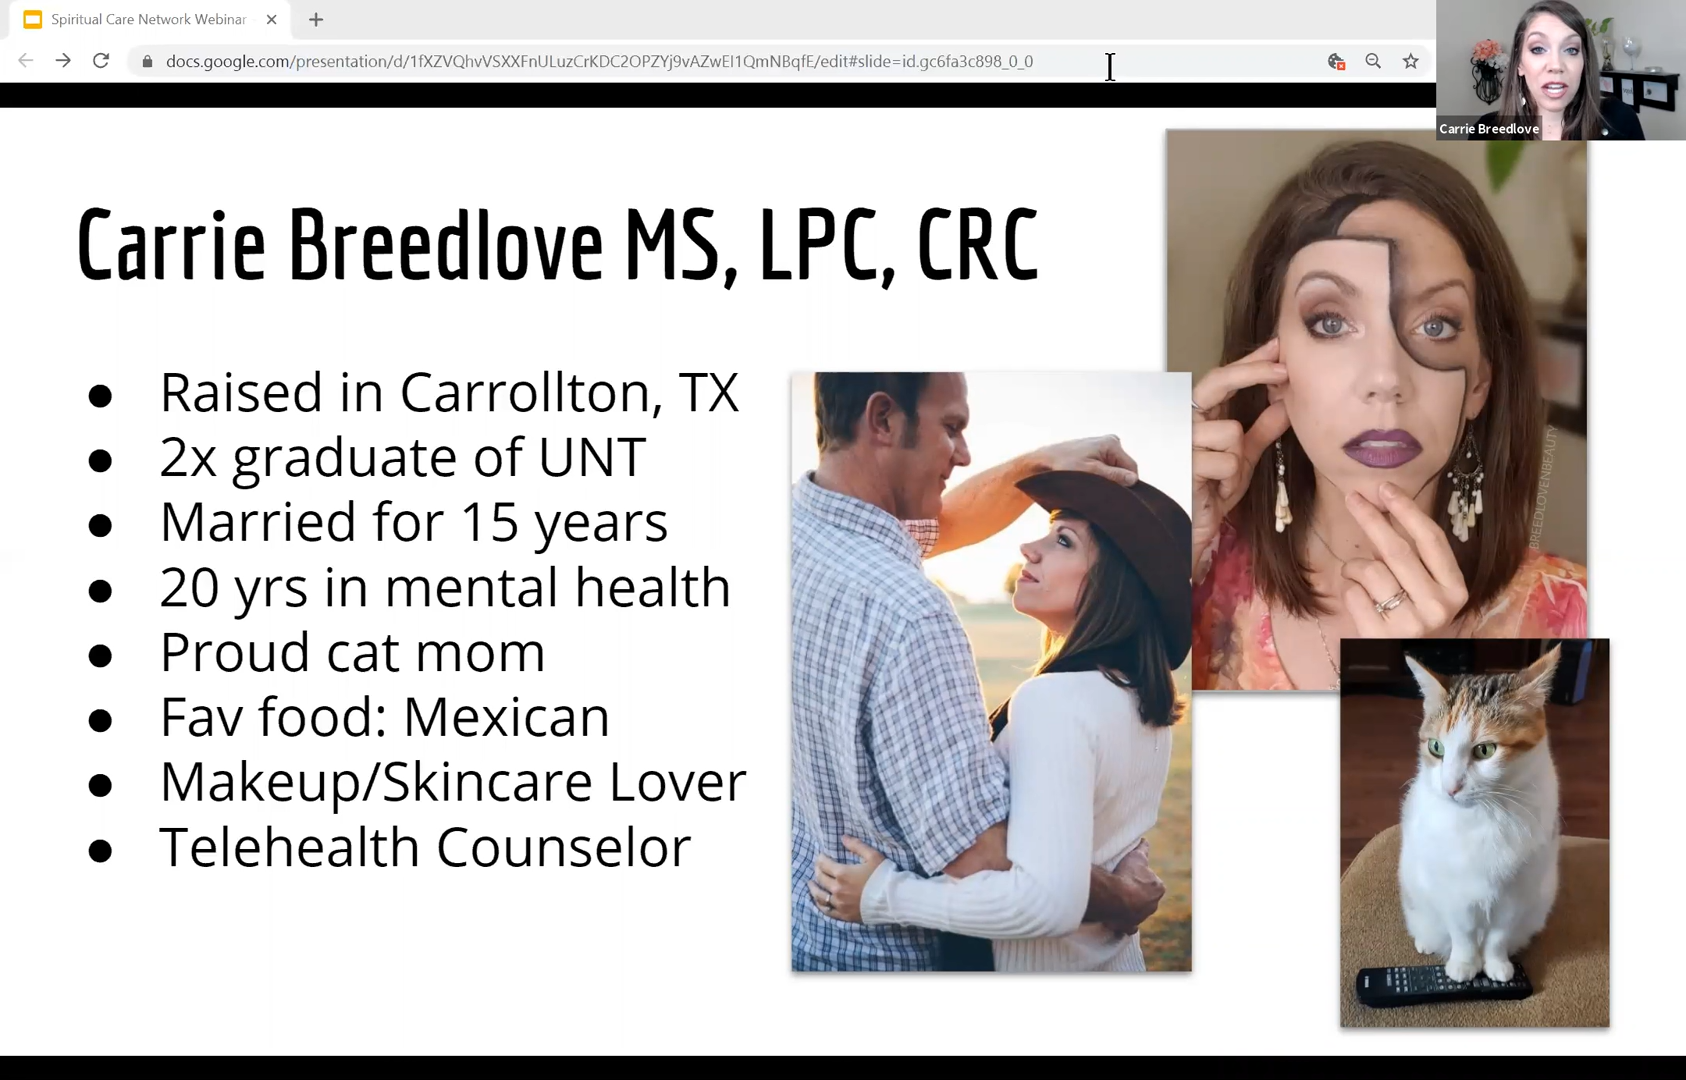 Spiritual Care Network Webinar
docs.google.com/presentation/d/1fXZVQhvVSXXFnULuzCrKDC2OPZYj9vAZwEI1QmNBqfE/edit#slide=id.gc6fa3c898_0_0
Carrie Breedlove
Carrie Breedlove MS, LPC, CRC
● Raised in Carrollton, TX
● 2x graduate of UNT
● Married for 15 years
● 20 yrs in mental health
● Proud cat mom
● Fav food: Mexican
● Makeup/Skincare Lover
● Telehealth Counselor
BREEDLOVENBEAUTY